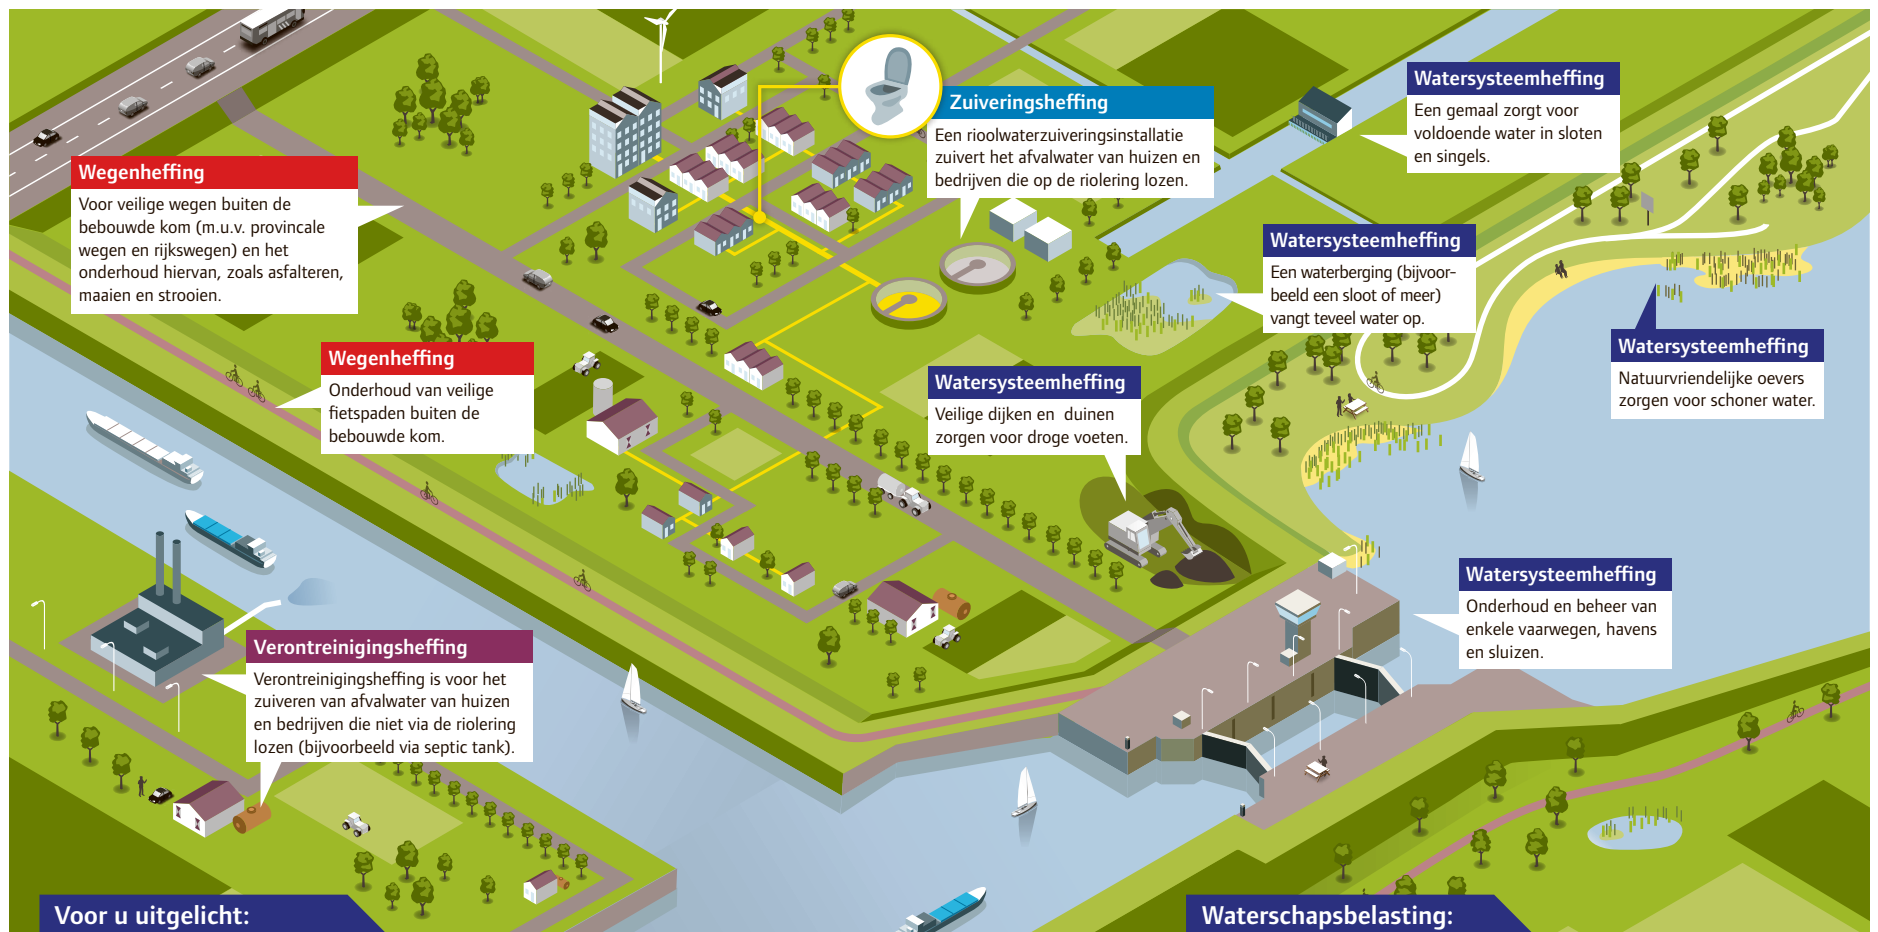 Wegenheffing
Voor veilige wegen buiten de
bebouwde kom (m.u.v. provincale
wegen en rijkswegen) en het
onderhoud hiervan, zoals asfalteren,
maaien en strooien.
Zuiveringsheffing
Een rioolwaterzuiveringsinstallatie
zuivert het afvalwater van huizen en
bedrijven die op de riolering lozen.
Watersysteemheffing
Een gemaal zorgt voor
voldoende water in sloten
en singels.
Watersysteemheffing
Een waterberging (bijvoor-
beeld een sloot of meer)
vangt teveel water op.
Watersysteemheffing
Natuurvriendelijke oevers
zorgen voor schoner water.
Wegenheffing
Onderhoud van veilige
fietspaden buiten de
bebouwde kom.
Watersysteemheffing
Veilige dijken en duinen
zorgen voor droge voeten.
Watersysteemheffing
Onderhoud en beheer van
enkele vaarwegen, havens
en sluizen.
Verontreinigingsheffing
Verontreinigingsheffing is voor het
zuiveren van afvalwater van huizen
en bedrijven die niet via de riolering
lozen (bijvoorbeeld via septic tank).
Voor u uitgelicht:
Waterschapsbelasting: